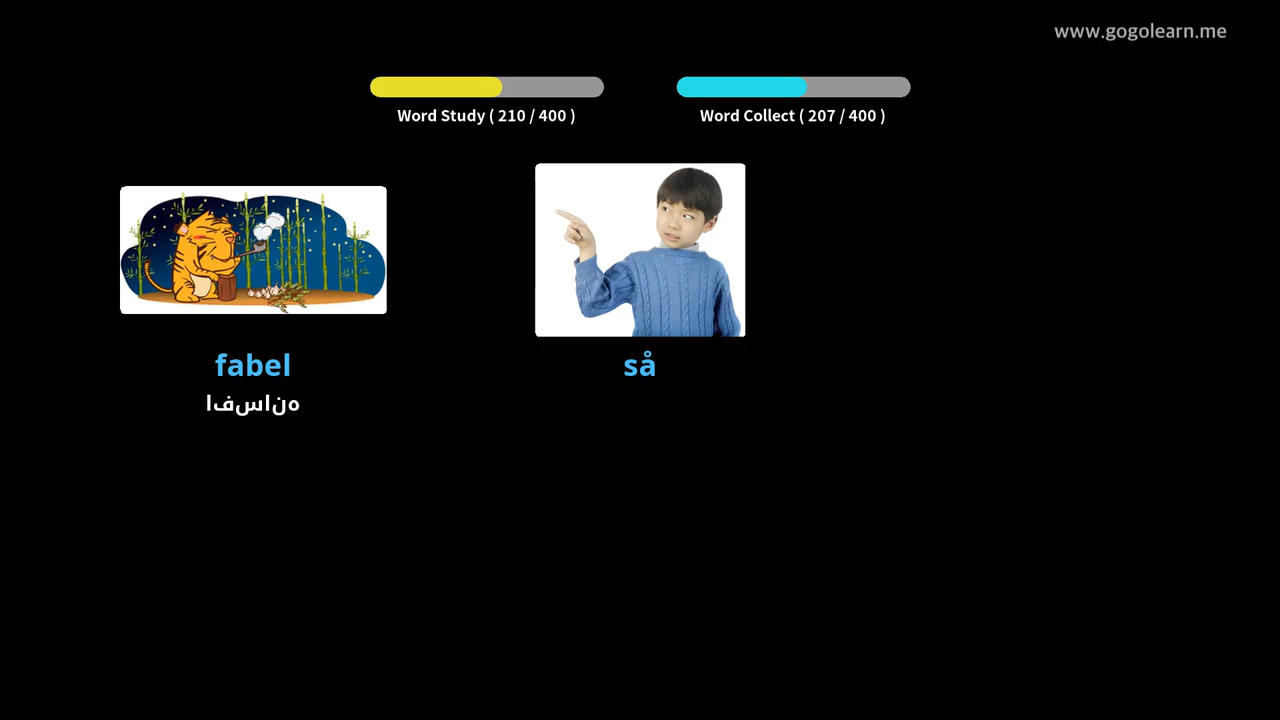 www.gogolearn.me
Word Study ( 210 / 400 )
Word Collect ( 207 / 400 )
fabel
افسانه
så